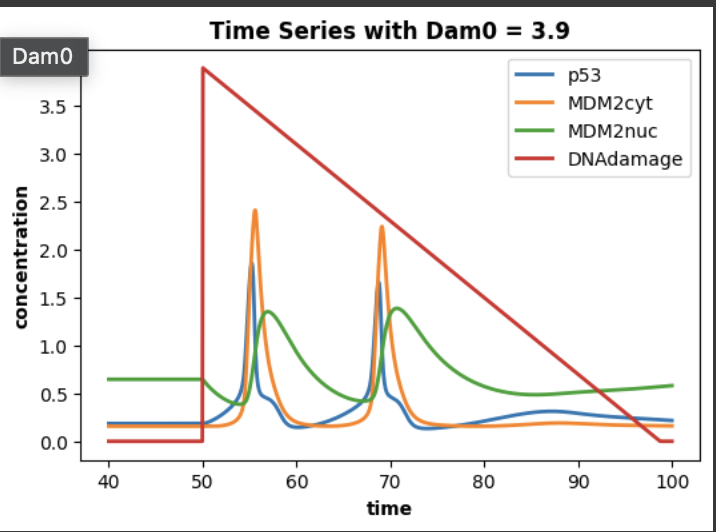 Time Series with Dam0 = 3.9
Dam0
p53
MDM2cyt
MDM2nuc
DNAdamage
3.5
3.0
2.5
2.0
1.5
1.0
0.5
0.0
concentration
40 50 60 70 80 90 100
time